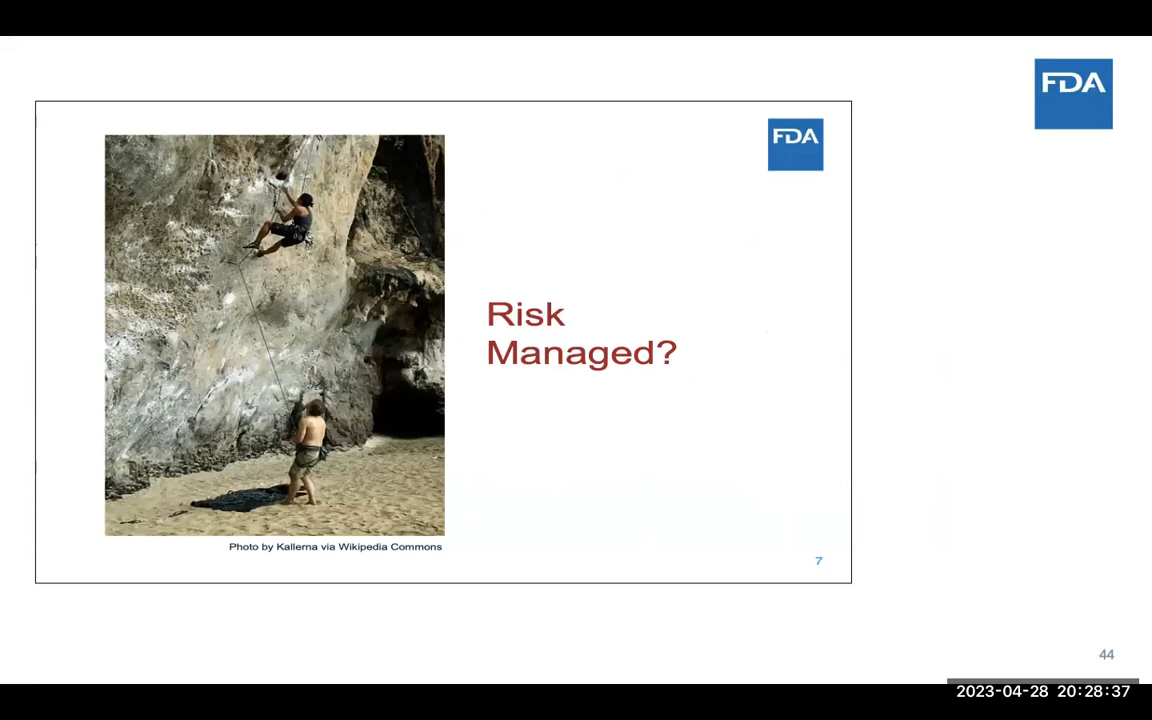 FDA
FDA
Risk
Managed?
Photo by Kallerna via Wikipedia Commons
7
44
2023-04-28 20:28:37